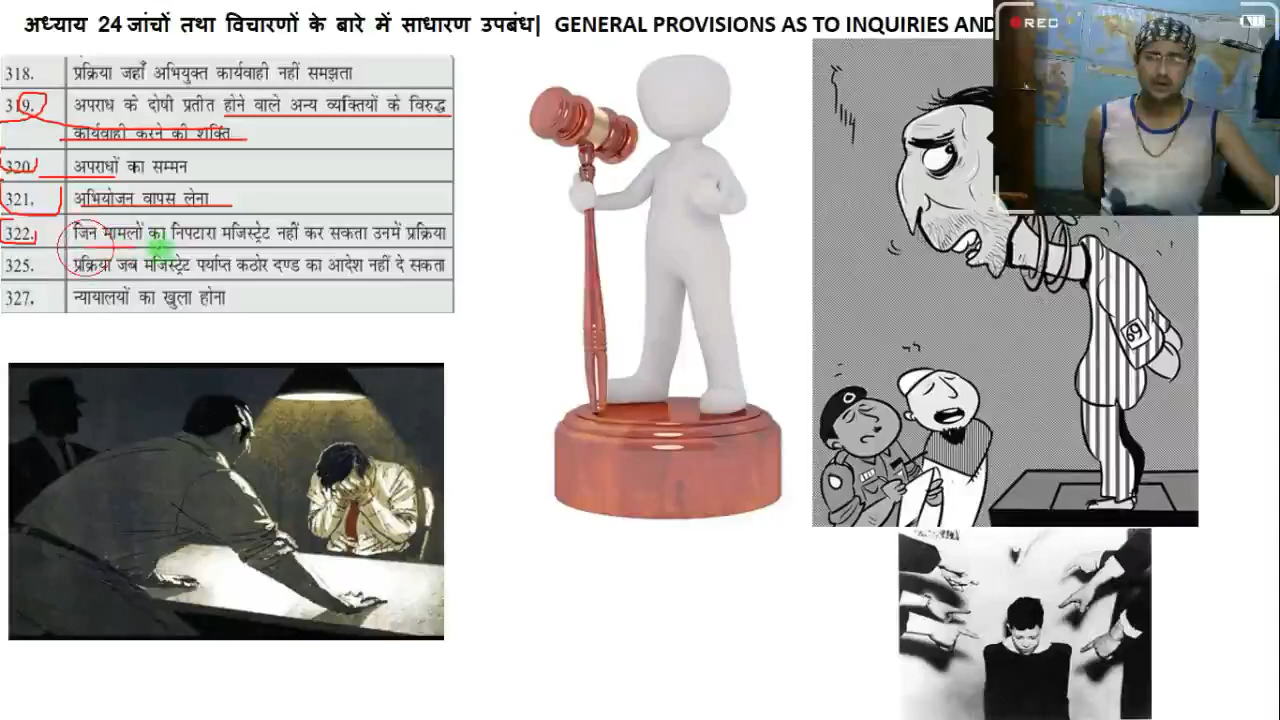 अध्याय 24 जांचों तथा विचारणों के बारे में साधारण उपबंध| GENERAL PROVISIONS AS TO INQUIRIES AND
REC
318. प्रक्रिया जहाँ अभियुक्त कार्यवाही नहीं समझता
319. अपराध के दोषी प्रतीत होने वाले अन्य व्यक्तियों के विरुद्ध
कार्यवाही करने की शक्ति
320. अपराधों का सम्मन
321. अभियोजन वापस लेना
322. जिन मामलों का निपटारा मजिस्ट्रेट नहीं कर सकता उनमें प्रक्रिया
325. प्रक्रिया जब मजिस्ट्रेट पर्याप्त कठोर दण्ड का आदेश नहीं दे सकता
327. न्यायालयों का खुला होना
69